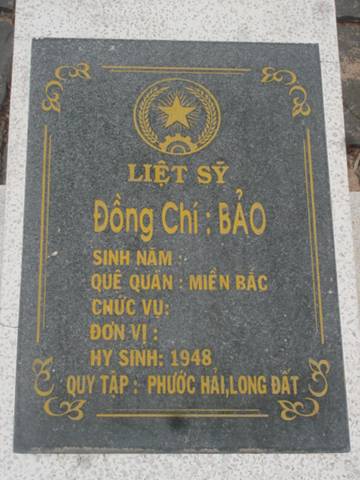 LIỆT SỸ
Đồng Chí : BẢO
SINH NĂM :
QUÊ QUÁN : MIỀN BẮC
CHỨC VỤ:
ĐƠN VỊ :
HY SINH: 1948
QUY TẬP : PHƯỚC HẢI,LONG ĐẤT